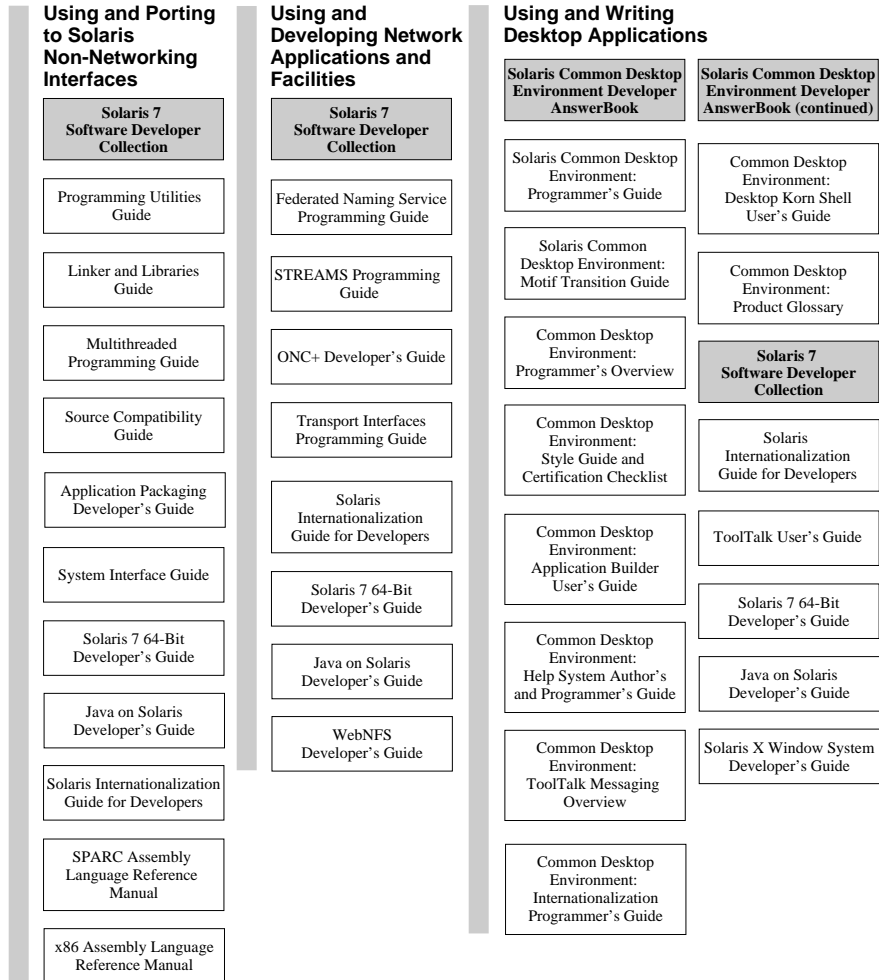 Using and Porting
to Solaris
Non-Networking
Interfaces
Solaris 7
Software Developer
Collection
Programming Utilities
Guide
Linker and Libraries
Guide
Multithreaded
Programming Guide
Source Compatibility
Guide
Application Packaging
Developer's Guide
System Interface Guide
Solaris 7 64-Bit
Developer's Guide
Java on Solaris
Developer's Guide
Solaris Internationalization
Guide for Developers
SPARC Assembly
Language Reference
Manual
x86 Assembly Language
Reference Manual
Using and
Developing Network
Applications and
Facilities
Solaris 7
Software Developer
Collection
Federated Naming Service
Programming Guide
STREAMS Programming
Guide
ONC+ Developer's Guide
Transport Interfaces
Programming Guide
Solaris
Internationalization
Guide for Developers
Solaris 7 64-Bit
Developer's Guide
Java on Solaris
Developer's Guide
WebNFS
Developer's Guide
Using and Writing
Desktop Applications
Solaris Common Desktop
Environment Developer
AnswerBook
Solaris Common Desktop
Environment:
Programmer's Guide
Solaris Common
Desktop Environment:
Motif Transition Guide
Common Desktop
Environment:
Programmer's Overview
Common Desktop
Environment:
Style Guide and
Certification Checklist
Common Desktop
Environment:
Application Builder
User's Guide
Common Desktop
Environment:
Help System Author's
and Programmer's Guide
Common Desktop
Environment:
ToolTalk Messaging
Overview
Common Desktop
Environment:
Internationalization
Programmer's Guide
Solaris Common Desktop
Environment Developer
AnswerBook (continued)
Common Desktop
Environment:
Desktop Korn Shell
User's Guide
Common Desktop
Environment:
Product Glossary
Solaris 7
Software Developer
Collection
Solaris
Internationalization
Guide for Developers
ToolTalk User's Guide
Solaris 7 64-Bit
Developer's Guide
Java on Solaris
Developer's Guide
Solaris X Window System
Developer's Guide